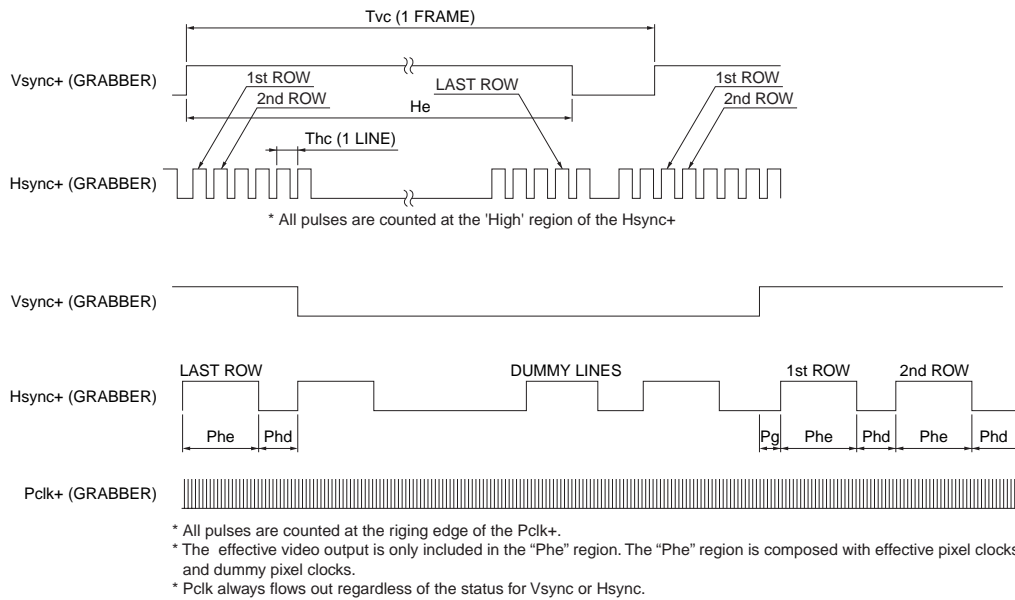 Tvc (1 FRAME)
Vsync+ (GRABBER)
1st ROW
2nd ROW
LAST ROW
1st ROW
2nd ROW
He
Thc (1 LINE)
Hsync+ (GRABBER)
* All pulses are counted at the 'High' region of the Hsync+
Vsync+ (GRABBER)
LAST ROW
DUMMY LINES
1st ROW
2nd ROW
Hsync+ (GRABBER)
Phe
Phd
Pg
Phe
Phd
Phe
Phd
Pclk+ (GRABBER)
* All pulses are counted at the riging edge of the Pclk+.
* The effective video output is only included in the “Phe” region. The “Phe” region is composed with effective pixel clocks
and dummy pixel clocks.
* Pclk always flows out regardless of the status for Vsync or Hsync.